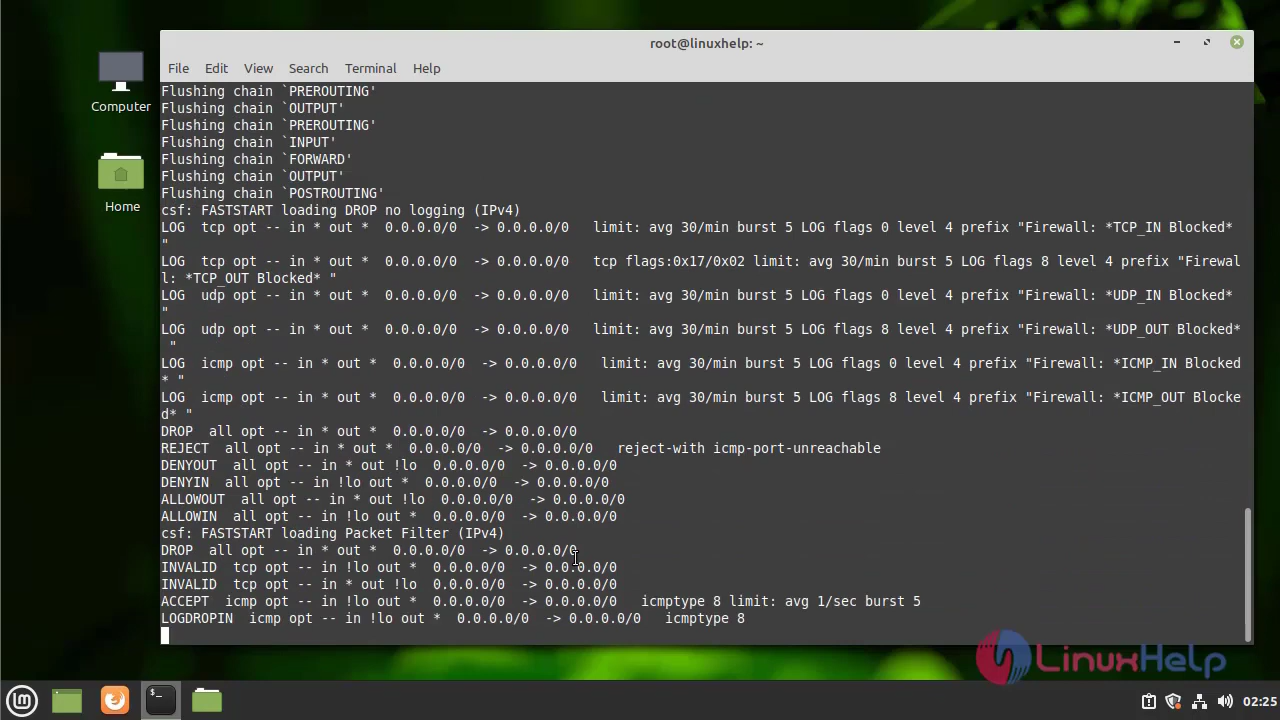 root@linuxhelp: ~
File Edit View Search Terminal Help
Computer
Home
Flushing chain `PREROUTING'
Flushing chain `OUTPUT'
Flushing chain `PREROUTING'
Flushing chain `INPUT'
Flushing chain `FORWARD'
Flushing chain `OUTPUT'
Flushing chain `POSTROUTING'
csf: FASTSTART loading DROP no logging (IPv4)
LOG  tcp opt -- in * out *  0.0.0.0/0  -> 0.0.0.0/0   limit: avg 30/min burst 5 LOG flags 0 level 4 prefix "Firewall: *TCP_IN Blocked*
"
LOG  tcp opt -- in * out *  0.0.0.0/0  -> 0.0.0.0/0   tcp flags:0x17/0x02 limit: avg 30/min burst 5 LOG flags 8 level 4 prefix "Firewal
l: *TCP_OUT Blocked* "
LOG  udp opt -- in * out *  0.0.0.0/0  -> 0.0.0.0/0   limit: avg 30/min burst 5 LOG flags 0 level 4 prefix "Firewall: *UDP_IN Blocked*
"
LOG  udp opt -- in * out *  0.0.0.0/0  -> 0.0.0.0/0   limit: avg 30/min burst 5 LOG flags 8 level 4 prefix "Firewall: *UDP_OUT Blocked*
 "
LOG  icmp opt -- in * out *  0.0.0.0/0  -> 0.0.0.0/0   limit: avg 30/min burst 5 LOG flags 0 level 4 prefix "Firewall: *ICMP_IN Blocked
* "
LOG  icmp opt -- in * out *  0.0.0.0/0  -> 0.0.0.0/0   limit: avg 30/min burst 5 LOG flags 8 level 4 prefix "Firewall: *ICMP_OUT Blocke
d* "
DROP  all opt -- in * out *  0.0.0.0/0  -> 0.0.0.0/0
REJECT  all opt -- in * out *  0.0.0.0/0  -> 0.0.0.0/0   reject-with icmp-port-unreachable
DENYOUT  all opt -- in * out !lo  0.0.0.0/0  -> 0.0.0.0/0
DENYIN  all opt -- in !lo out *  0.0.0.0/0  -> 0.0.0.0/0
ALLOWOUT  all opt -- in * out !lo  0.0.0.0/0  -> 0.0.0.0/0
ALLOWIN  all opt -- in !lo out *  0.0.0.0/0  -> 0.0.0.0/0
csf: FASTSTART loading Packet Filter (IPv4)
DROP  all opt -- in * out *  0.0.0.0/0  -> 0.0.0.0/0
INVALID  tcp opt -- in !lo out *  0.0.0.0/0  -> 0.0.0.0/0
INVALID  tcp opt -- in * out !lo  0.0.0.0/0  -> 0.0.0.0/0
ACCEPT  icmp opt -- in !lo out *  0.0.0.0/0  -> 0.0.0.0/0   icmptype 8 limit: avg 1/sec burst 5
LOGDROPIN  icmp opt -- in !lo out *  0.0.0.0/0  -> 0.0.0.0/0   icmptype 8
LinuxHelp
02:25